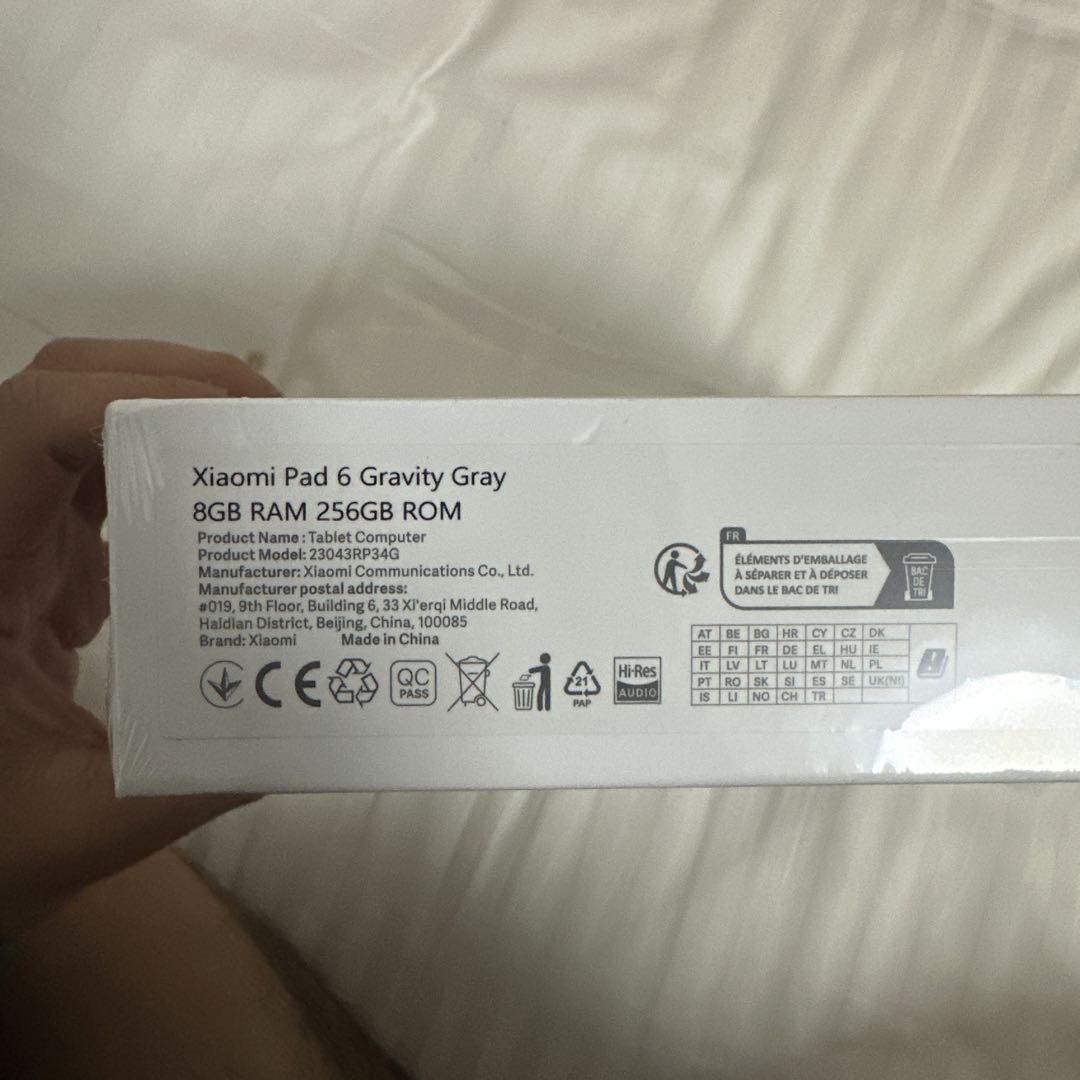 Xiaomi Pad 6 Gravity Gray
8GB RAM 256GB ROM
Product Name : Tablet Computer
Product Model: 23043RP34G
Manufacturer: Xiaomi Communications Co., Ltd.
Manufacturer postal address:
#019, 9th Floor, Building 6, 33 Xi'erqi Middle Road,
Haidian District, Beijing, China, 100085
Brand: Xiaomi Made in China
CE
QC
PASS
21
PAP
Hi-Res
AUDIO
FR
ÉLÉMENTS D'EMBALLAGE
À SÉPARER ET À DÉPOSER
DANS LE BAC DE TRI
BAC
DE
TRI
AT BE BG HR CY CZ DK
EE FI FR DE EL HU IE
IT LV LT LU MT NL PL
PT RO SK SI ES SE UK(NI)
IS LI NO CH TR